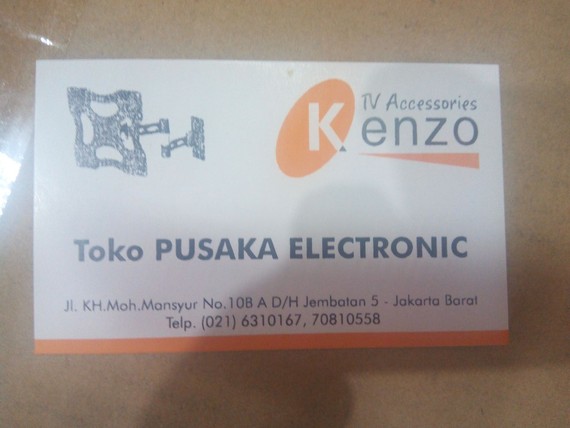 TV Accessories
Kenzo
Toko PUSAKA ELECTRONIC
Jl. KH.Moh.Mansyur No.10B A D/H Jembatan 5 - Jakarta Barat
Telp. (021) 6310167, 70810558